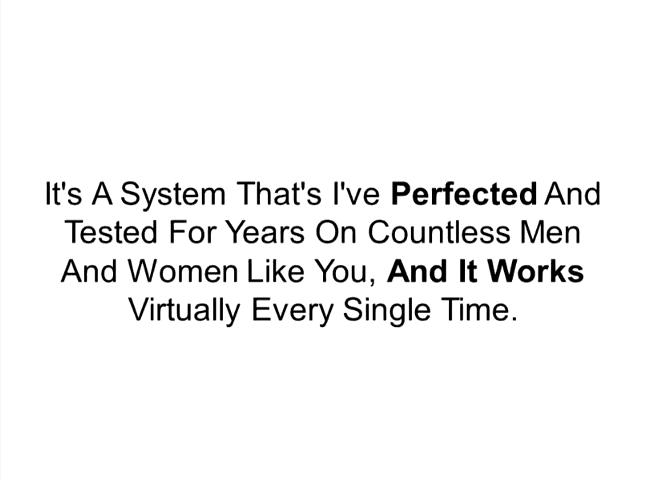 It's A System That's I've Perfected And
Tested For Years On Countless Men
And Women Like You, And It Works
Virtually Every Single Time.